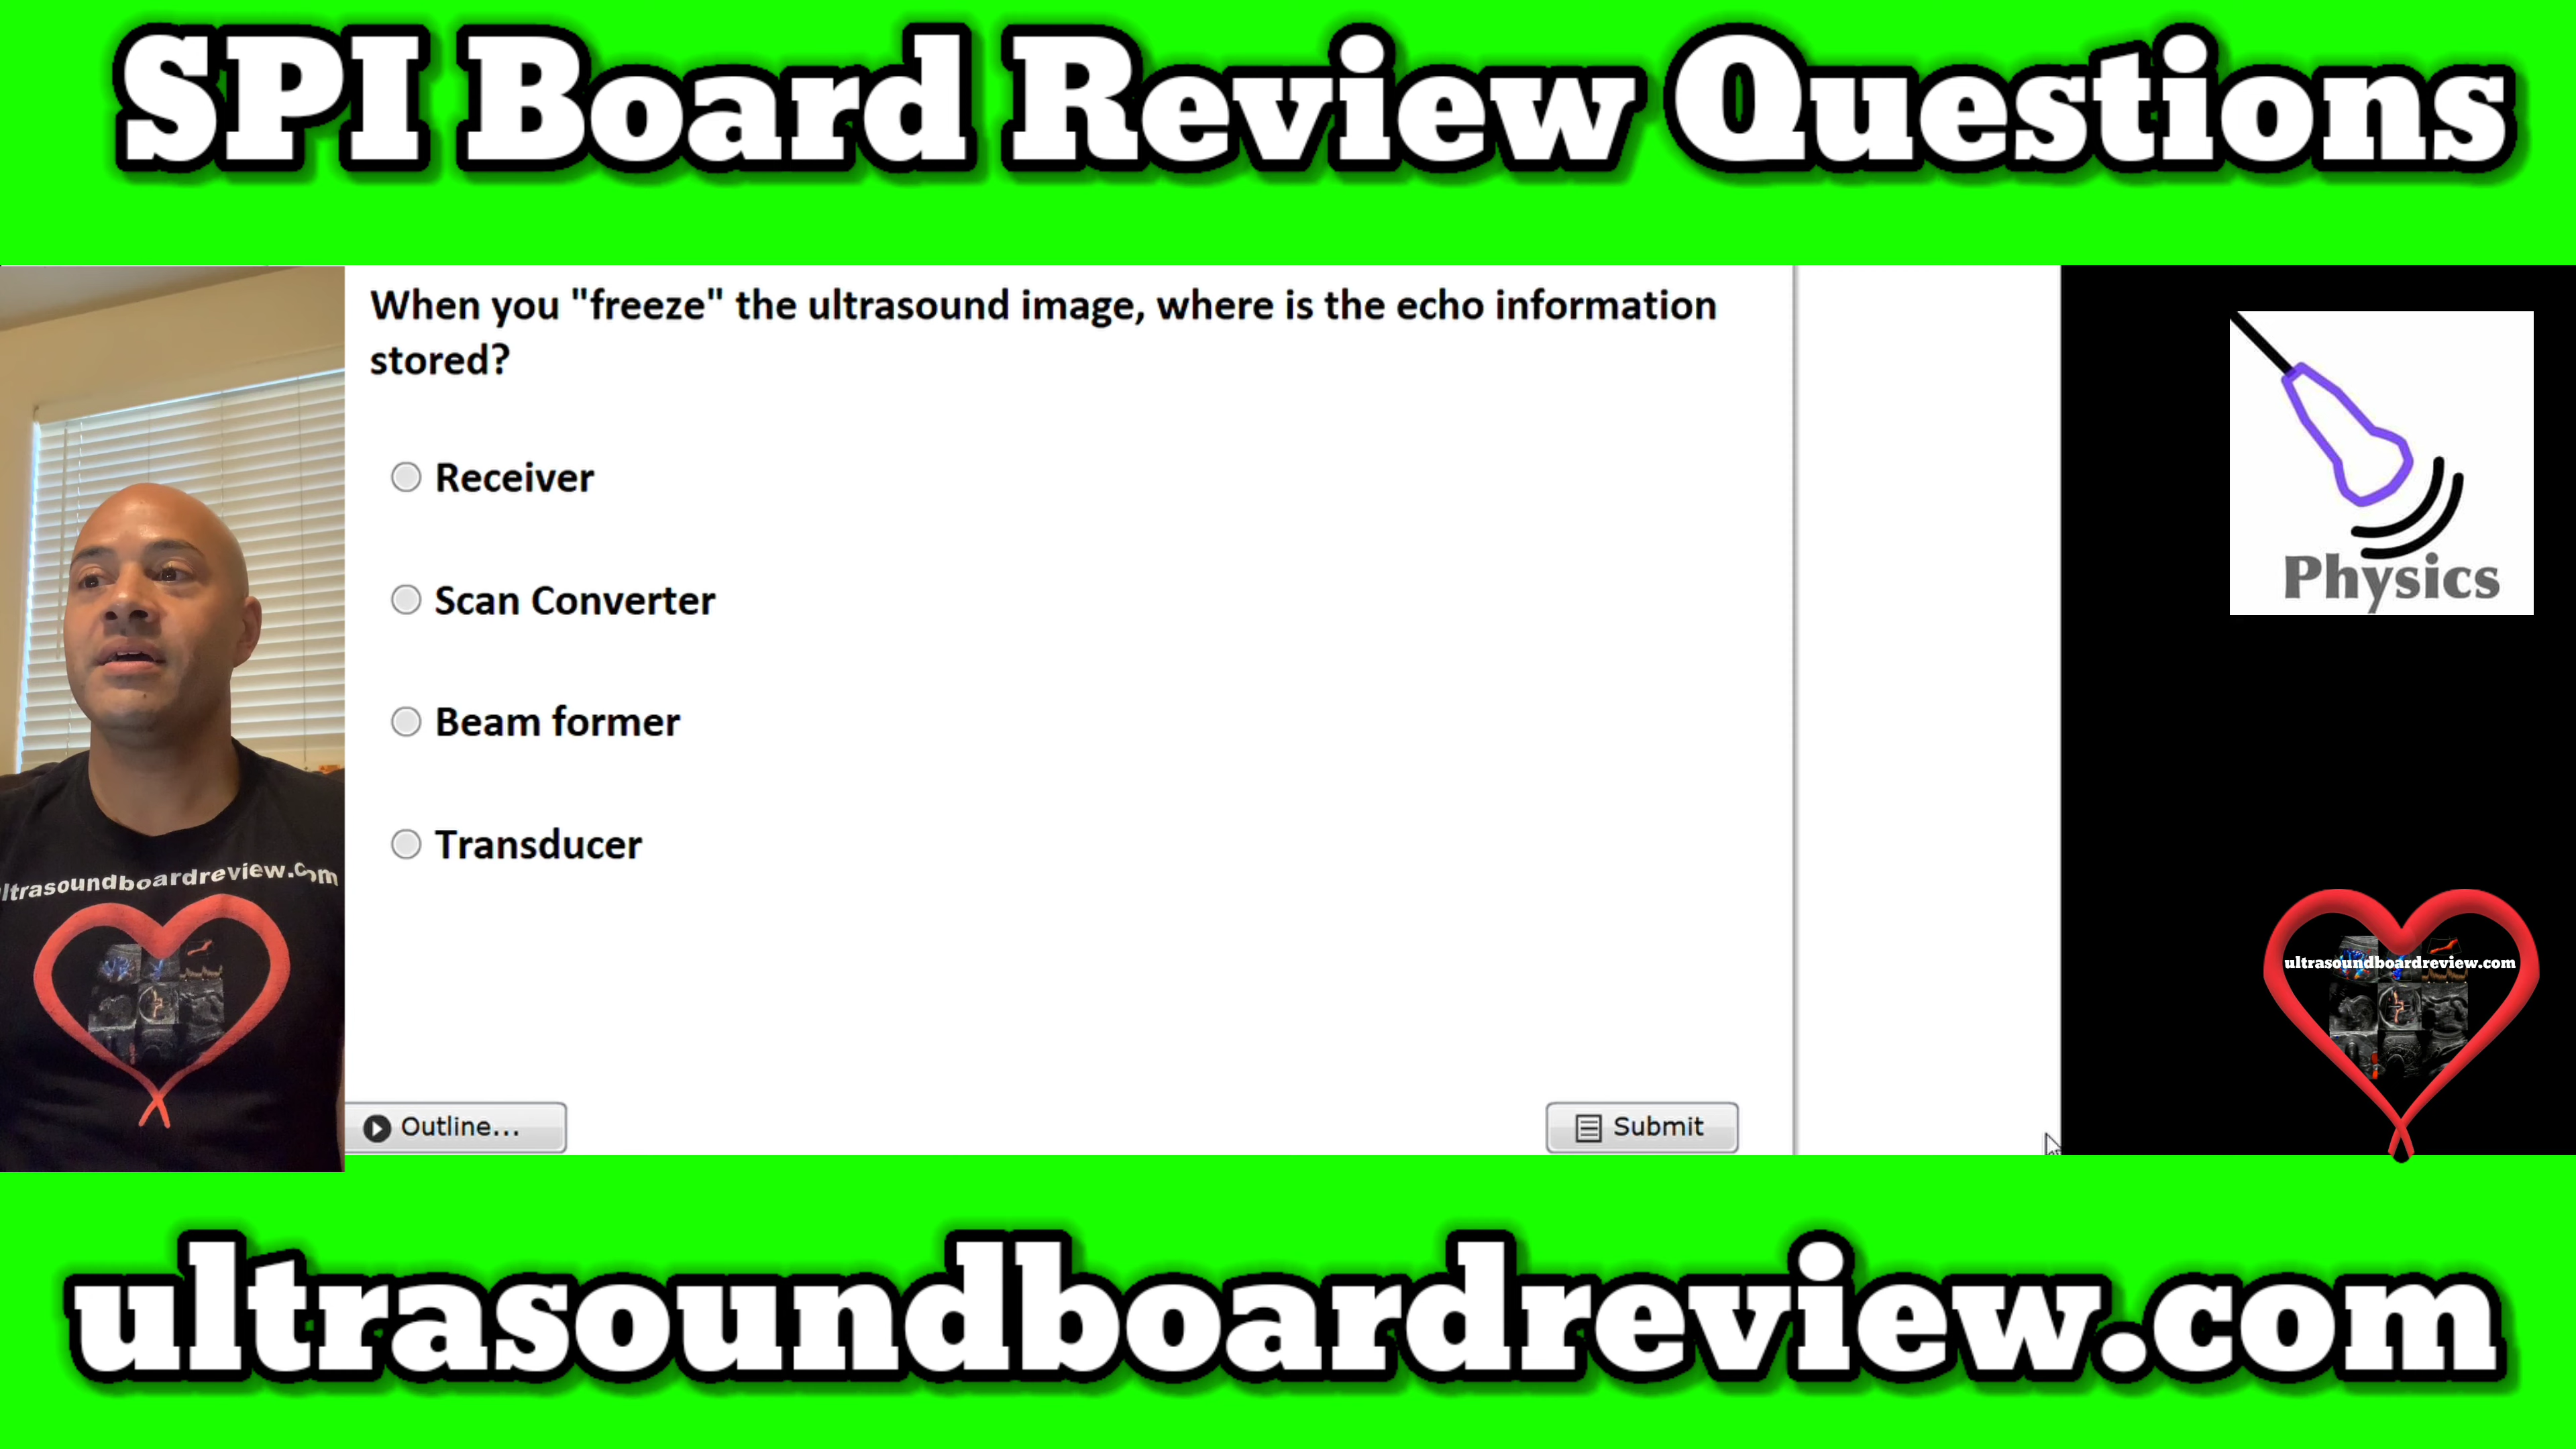 SPI Board Review Questions
When you "freeze" the ultrasound image, where is the echo information
stored?
Receiver
Scan Converter
Beam former
Transducer
Outline...
Submit
Physics
ultrasoundboardreview.com
ltrasoundboardreview.com
ultrasoundboardreview.com